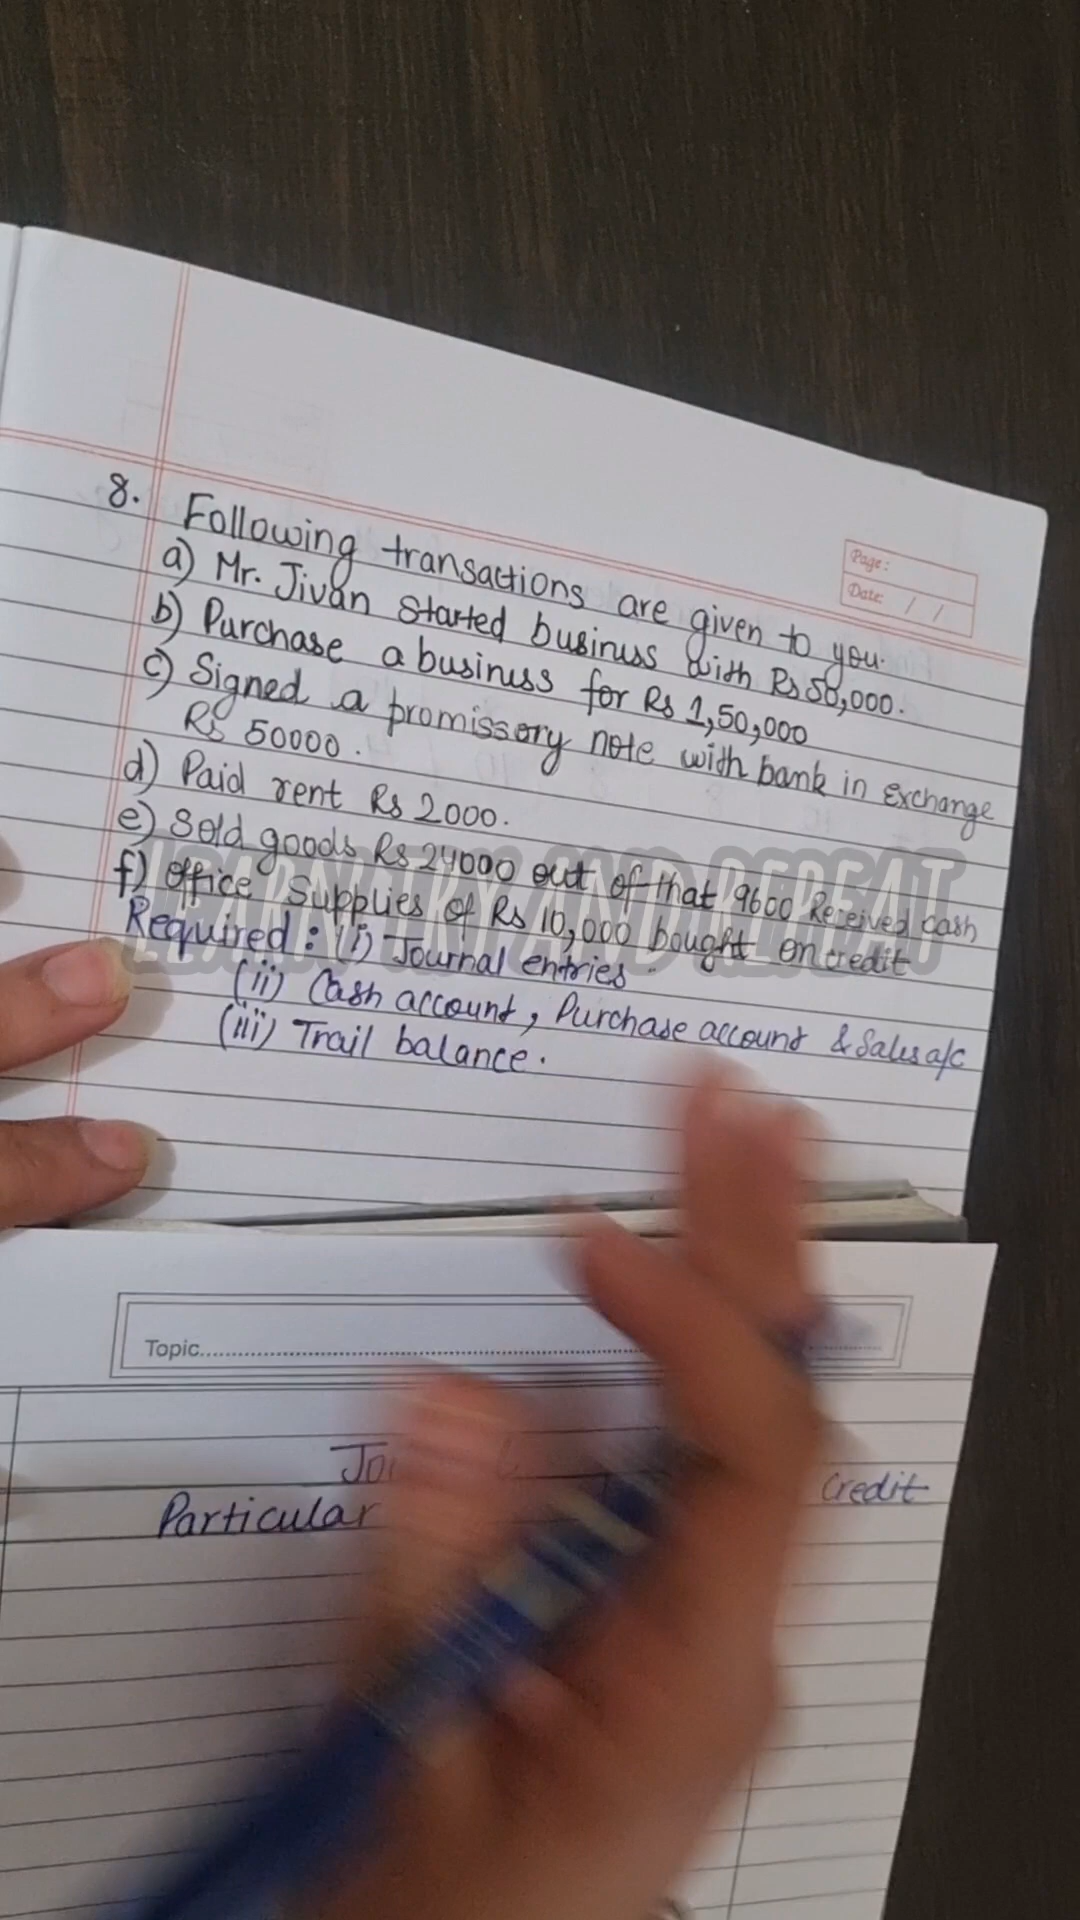 Page:
Date: / /
8. Following transactions are given to you.
a) Mr. Jivan Started business with Rs 50,000.
b) Purchase a business for Rs 1,50,000
c) Signed a promissory note with bank in exchange
Rs 50000.
d) Paid rent Rs 2000.
e) Sold goods Rs 24000 out of that 9600 Received cash
f) Office Supplies of Rs 10,000 bought on credit
LEARN TRY AND REPEAT
Required: (i) Journal entries.
(ii) Cash account, Purchase account & Sales a/c
(iii) Trail balance.
Topic
Credit
Particular